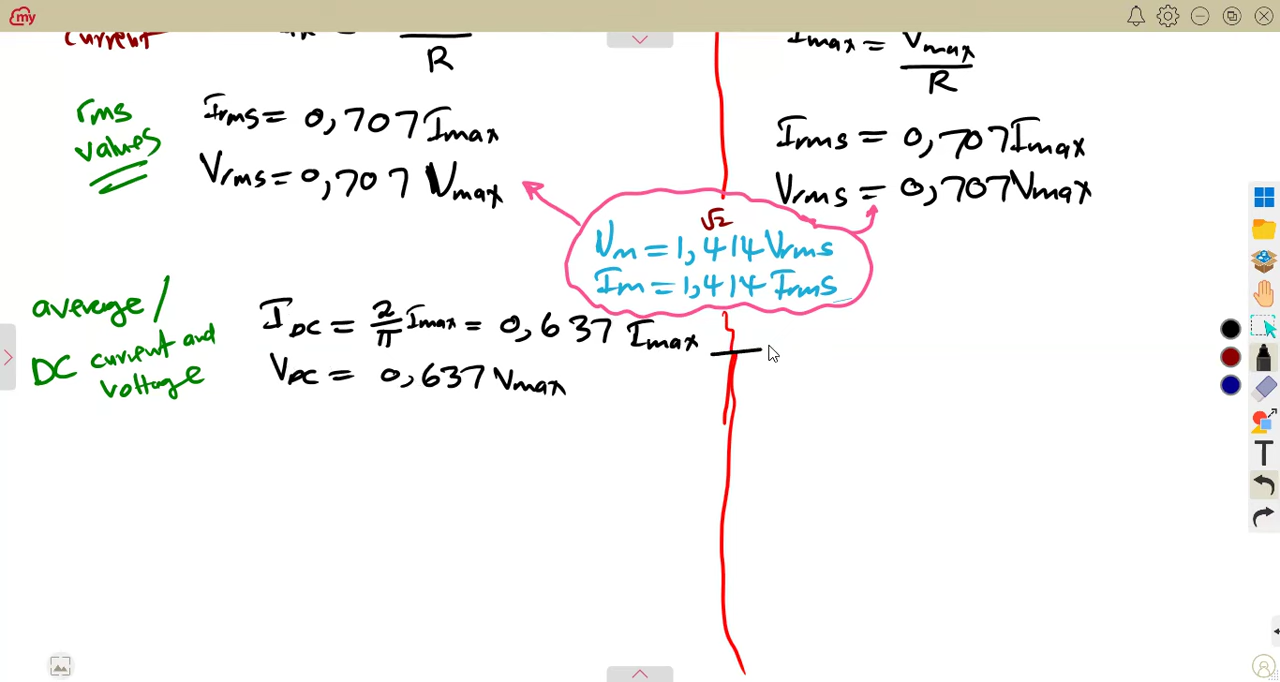 my
current
R
Imax = Vmax
R
rms
values
Irms = 0,707 Imax
Vrms = 0,707 Vmax
Irms = 0,707 Imax
Vrms = 0,707 Vmax
√2
Vm = 1,414 Vrms
Im = 1,414 Irms
average /
DC current and
voltage
IDC = 2/π Imax = 0,637 Imax
VDC = 0,637 Vmax
T